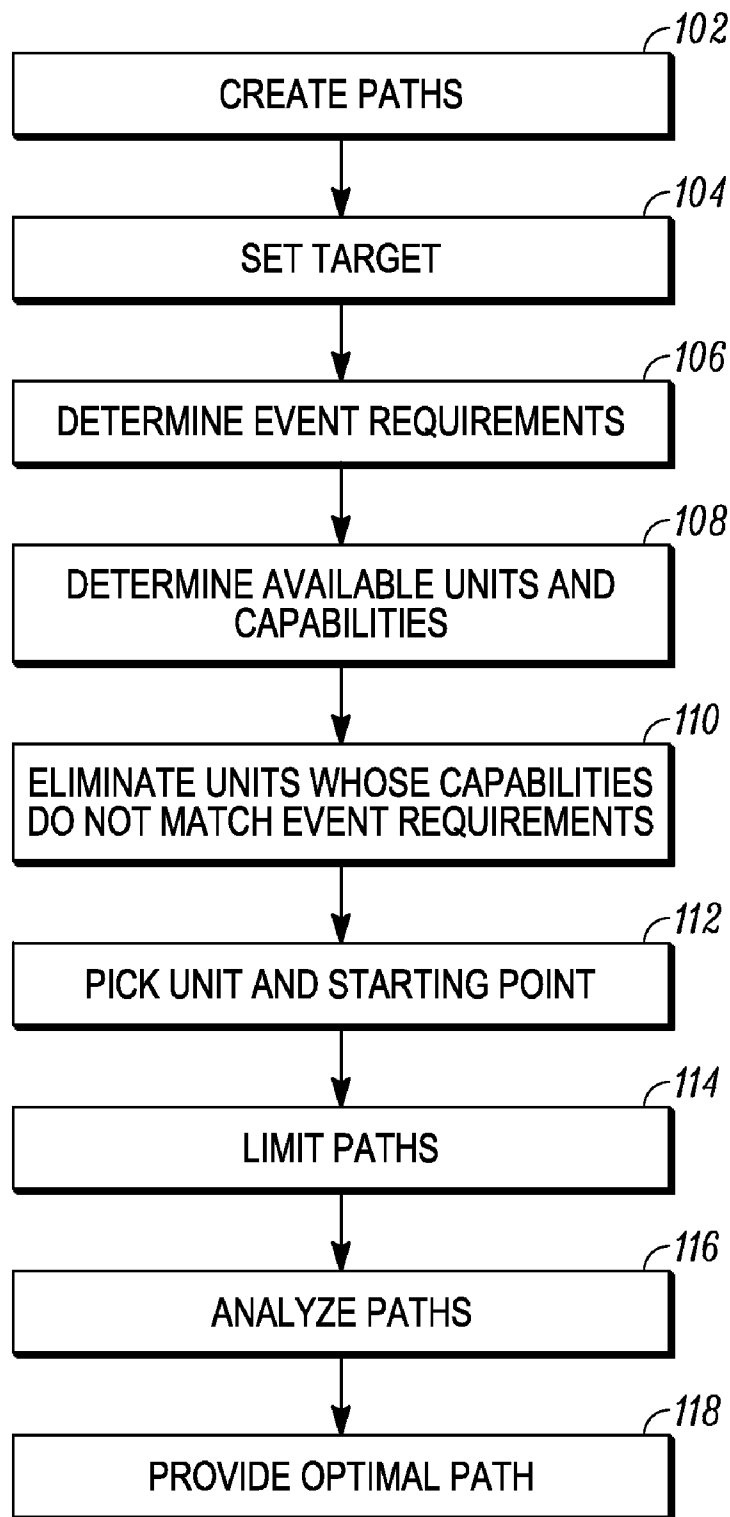 102
CREATE PATHS
104
SET TARGET
106
DETERMINE EVENT REQUIREMENTS
108
DETERMINE AVAILABLE UNITS AND
CAPABILITIES
110
ELIMINATE UNITS WHOSE CAPABILITIES
DO NOT MATCH EVENT REQUIREMENTS
112
PICK UNIT AND STARTING POINT
114
LIMIT PATHS
116
ANALYZE PATHS
118
PROVIDE OPTIMAL PATH